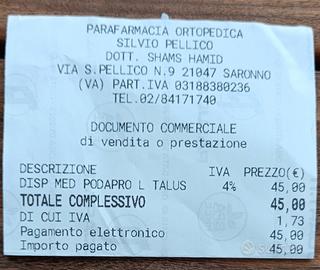 PARAFARMACIA ORTOPEDICA
SILVIO PELLICO
DOTT. SHAMS HAMID
VIA S.PELLICO N.9 21047 SARONNO
(VA) PART.IVA 03188380236
TEL.02/84171740
DOCUMENTO COMMERCIALE
di vendita o prestazione
DESCRIZIONE IVA PREZZO(€)
DISP MED PODAPRO L TALUS 4% 45,00
TOTALE COMPLESSIVO 45,00
DI CUI IVA 1,73
Pagamento elettronico 45,00
Importo pagato 45,00